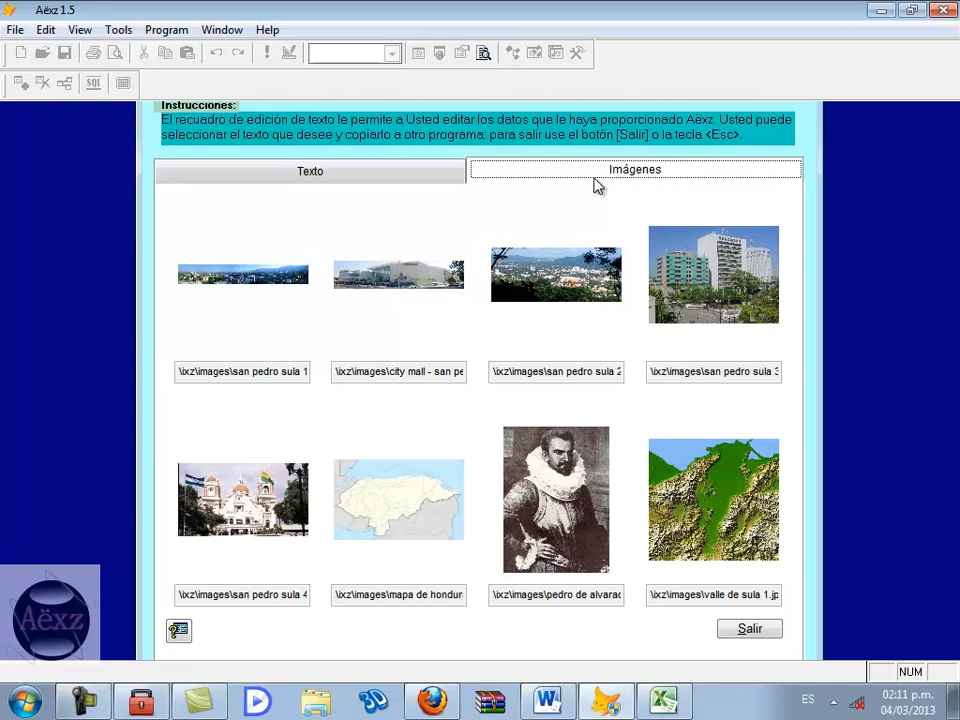 Aëxz 1.5
File Edit View Tools Program Window Help
SQL
Instrucciones:
El recuadro de edición de texto le permite a Usted editar los datos que le haya proporcionado Aëxz. Usted puede
seleccionar el texto que desee y copiarlo a otro programa; para salir use el botón [Salir] o la tecla <Esc>.
Texto Imágenes
\ixz\images\san pedro sula 1 \ixz\images\city mall - san pe \ixz\images\san pedro sula 2 \ixz\images\san pedro sula 3
\ixz\images\san pedro sula 4 \ixz\images\mapa de hondur \ixz\images\pedro de alvarad \ixz\images\valle de sula 1.jp
Salir
Aëxz
NUM
ES 02:11 p.m.
04/03/2013